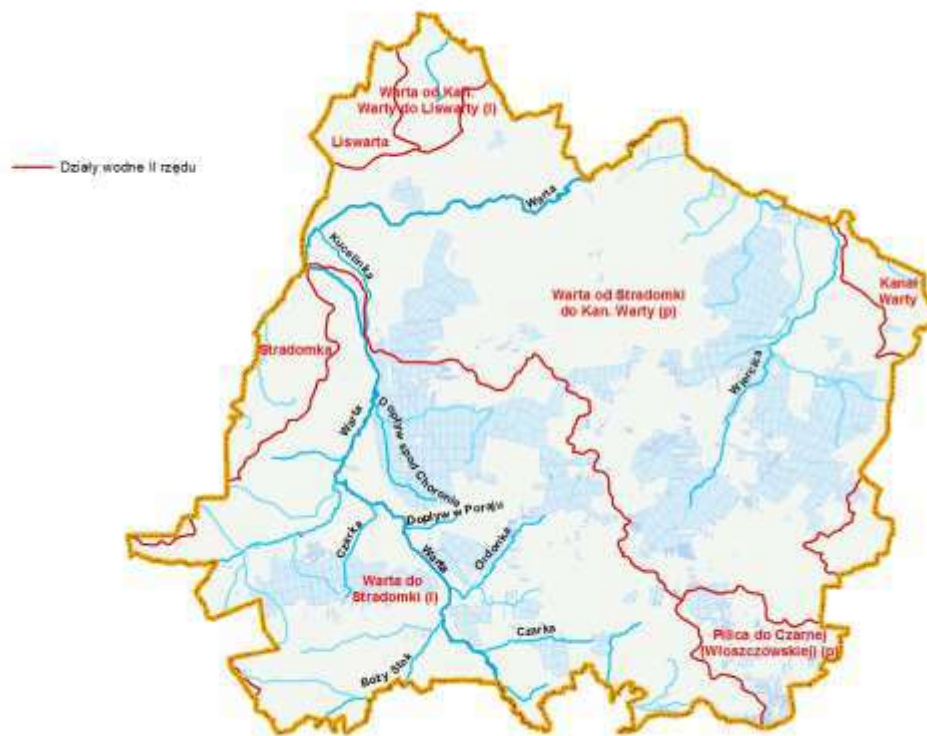 Warta od Kan.
Warty do Liswarty (l)
Liswarta
Działy wodne II rzędu
Warta
Kucelinka
Kanał
Warty
Warta od Stradomki
do Kan. Warty (p)
Stradomka
Wiercica
Warta
Dopływ spod Choronia
Dopływ w Poraju
Czarka
Warta
Ordonka
Warta do
Stradomki (l)
Czarka
Pilica do Czarnej
(Włoszczowskiej) (p)
Boży Stok